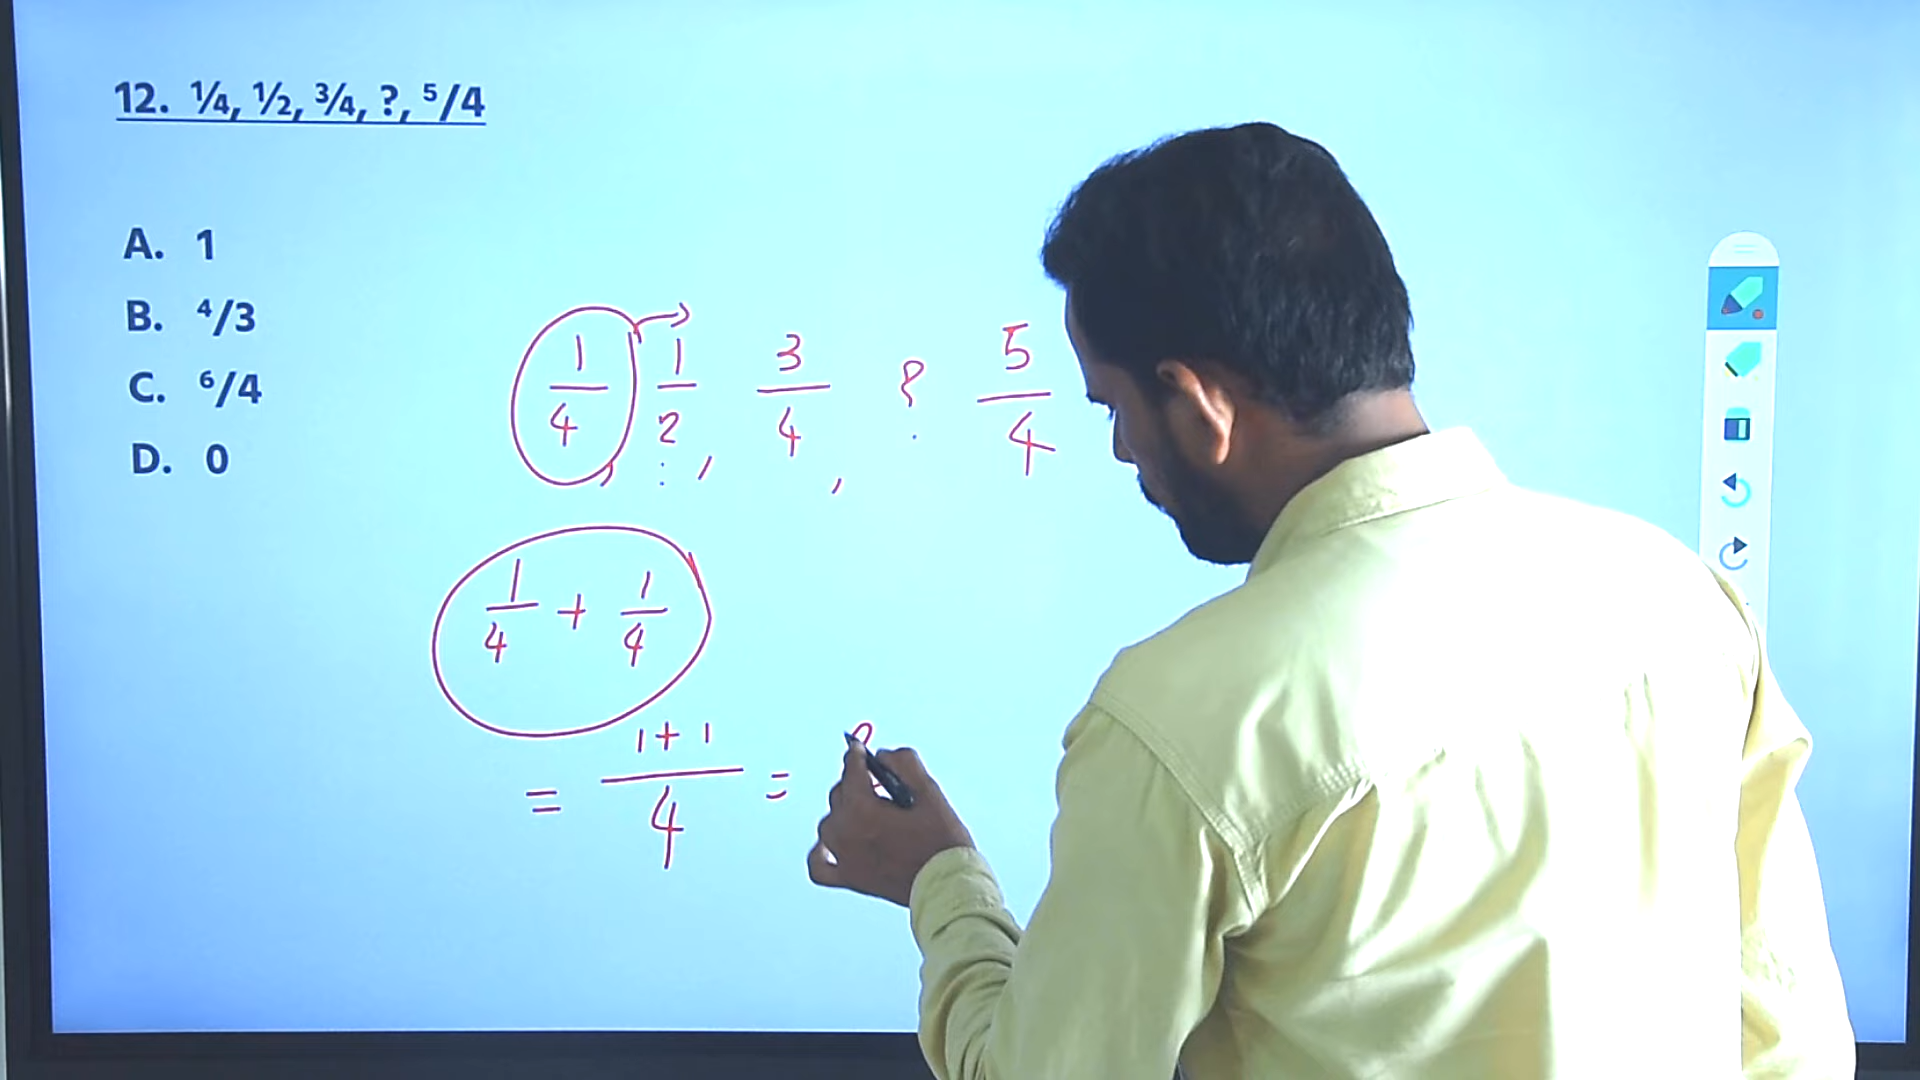 12. ¼, ½, ¾, ?, ⁵/4
A. 1
B. ⁴/3
C. ⁶/4
D. 0
1/4, 1/2, 3/4, ? 5/4
1/4 + 1/4
= 1+1/4 =